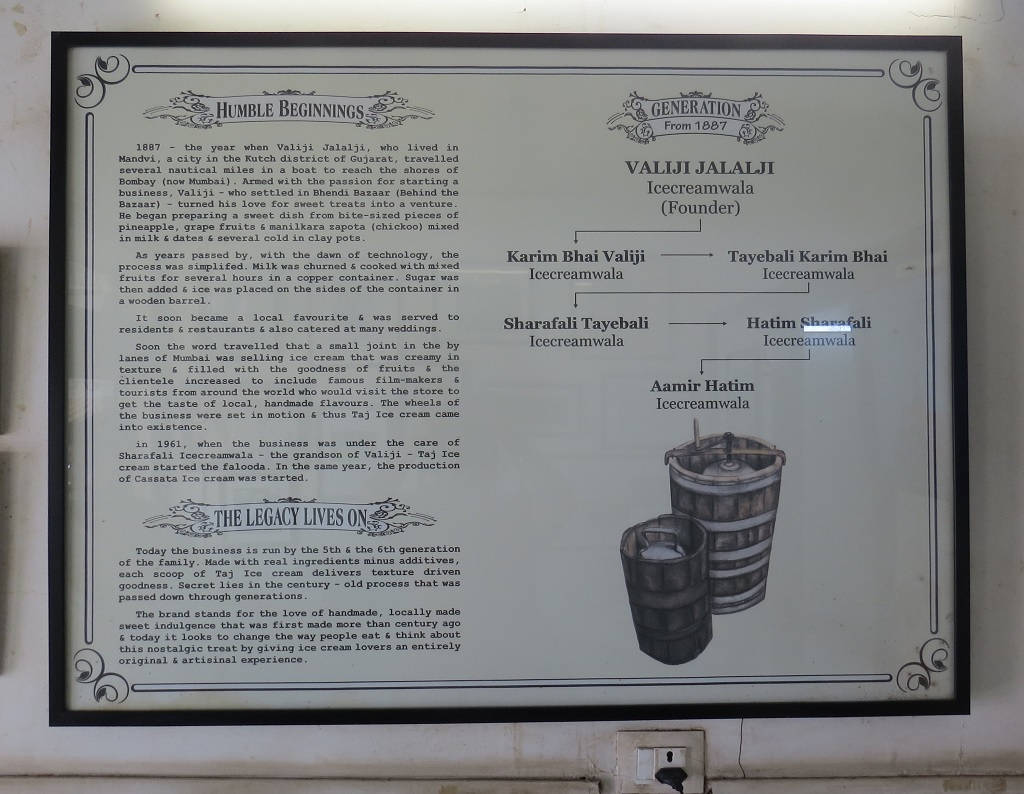 HUMBLE BEGINNINGS
1887 – the year when Valiji Jalalji, who lived in
Mandvi, a city in the Kutch district of Gujarat, travelled
several nautical miles in a boat to reach the shores of
Bombay (now Mumbai). Armed with the passion for starting a
business, Valiji – who settled in Bhendi Bazaar (Behind the
Bazaar) – turned his love for sweet treats into a venture.
He began preparing a sweet dish from bite-sized pieces of
pineapple, grape fruits & manilkara zapota (chickoo) mixed
in milk & dates & several cold in clay pots.
As years passed by, with the dawn of technology, the
process was simplifed. Milk was churned & cooked with mixed
fruits for several hours in a copper container. Sugar was
then added & ice was placed on the sides of the container in
a wooden barrel.
It soon became a local favourite & was served to
residents & restaurants & also catered at many weddings.
Soon the word travelled that a small joint in the by
lanes of Mumbai was selling ice cream that was creamy in
texture & filled with the goodness of fruits & the
clientele increased to include famous film-makers &
tourists from around the world who would visit the store to
get the taste of local, handmade flavours. The wheels of
the business were set in motion & thus Taj Ice cream came
into existence.
in 1961, when the business was under the care of
Sharafali Icecreamwala – the grandson of Valiji – Taj Ice
cream started the falooda. In the same year, the production
of Cassata Ice cream was started.
THE LEGACY LIVES ON
Today the business is run by the 5th & the 6th generation
of the family. Made with real ingredients minus additives,
each scoop of Taj Ice cream delivers texture driven
goodness. Secret lies in the century – old process that was
passed down through generations.
The brand stands for the love of handmade, locally made
sweet indulgence that was first made more than century ago
& today it looks to change the way people eat & think about
this nostalgic treat by giving ice cream lovers an entirely
original & artisinal experience.
GENERATION
From 1887
VALIJI JALALJI
Icecreamwala
(Founder)
Karim Bhai Valiji Tayebali Karim Bhai
Icecreamwala Icecreamwala
Sharafali Tayebali Hatim Sharafali
Icecreamwala Icecreamwala
Aamir Hatim
Icecreamwala